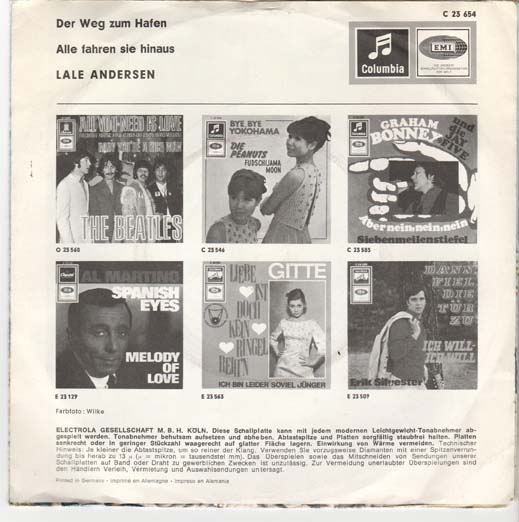 Der Weg zum Hafen
Alle fahren sie hinaus
LALE ANDERSEN
C 23 654
Columbia
EMI
ALL YOU NEED IS LOVE
BABY YOU'RE A RICH MAN
THE BEATLES
O 23 560
BYE, BYE
YOKOHAMA
DIE
PEANUTS
FUDSCHIJAMA
MOON
C 23 546
GRAHAM
BONNEY
und
die
JAY
FIVE
Aber nein, nein, nein
Siebenmeilenstiefel
C 23 585
AL MARTINO
SPANISH
EYES
MELODY
OF
LOVE
E 23 129
LIEBE
IST
DOCH
KEIN
RINGEL
REIH'N
GITTE
ICH BIN LEIDER SOVIEL JÜNGER
E 23 563
DANN
FIEL
DIE
TÜR
ZU
ICH WILL-
ICH WILL
Erik Silvester
E 23 509
Farbfoto: Wilke
ELECTROLA GESELLSCHAFT M. B. H. KÖLN. Diese Schallplatte kann mit jedem modernen Leichtgewicht-Tonabnehmer ab-
gespielt werden. Tonabnehmer behutsam aufsetzen und abheben, Abtastspitze und Platten sorgfältig staubfrei halten. Platten
senkrecht oder in geringer Stückzahl waagerecht auf glatter Fläche lagern. Einwirkung von Wärme vermeiden. Technischer
Hinweis: Je kleiner die Abtastspitze, um so reiner der Klang. Verwenden Sie vorzugsweise Diamanten mit einer Spitzenverrun-
dung bis herab zu 13 µ (µ = mikron = tausendstel mm). Das Überspielen sowie das Mitschneiden von Sendungen unserer
Schallplatten auf Band oder Draht zu gewerblichen Zwecken ist unzulässig. Zur Vermeidung unerlaubter Überspielungen sind
den Händlern Verleih, Vermietung und Auswahlsendungen untersagt.
Printed in Germany - Imprimé en Allemagne - Impreso en Alemania